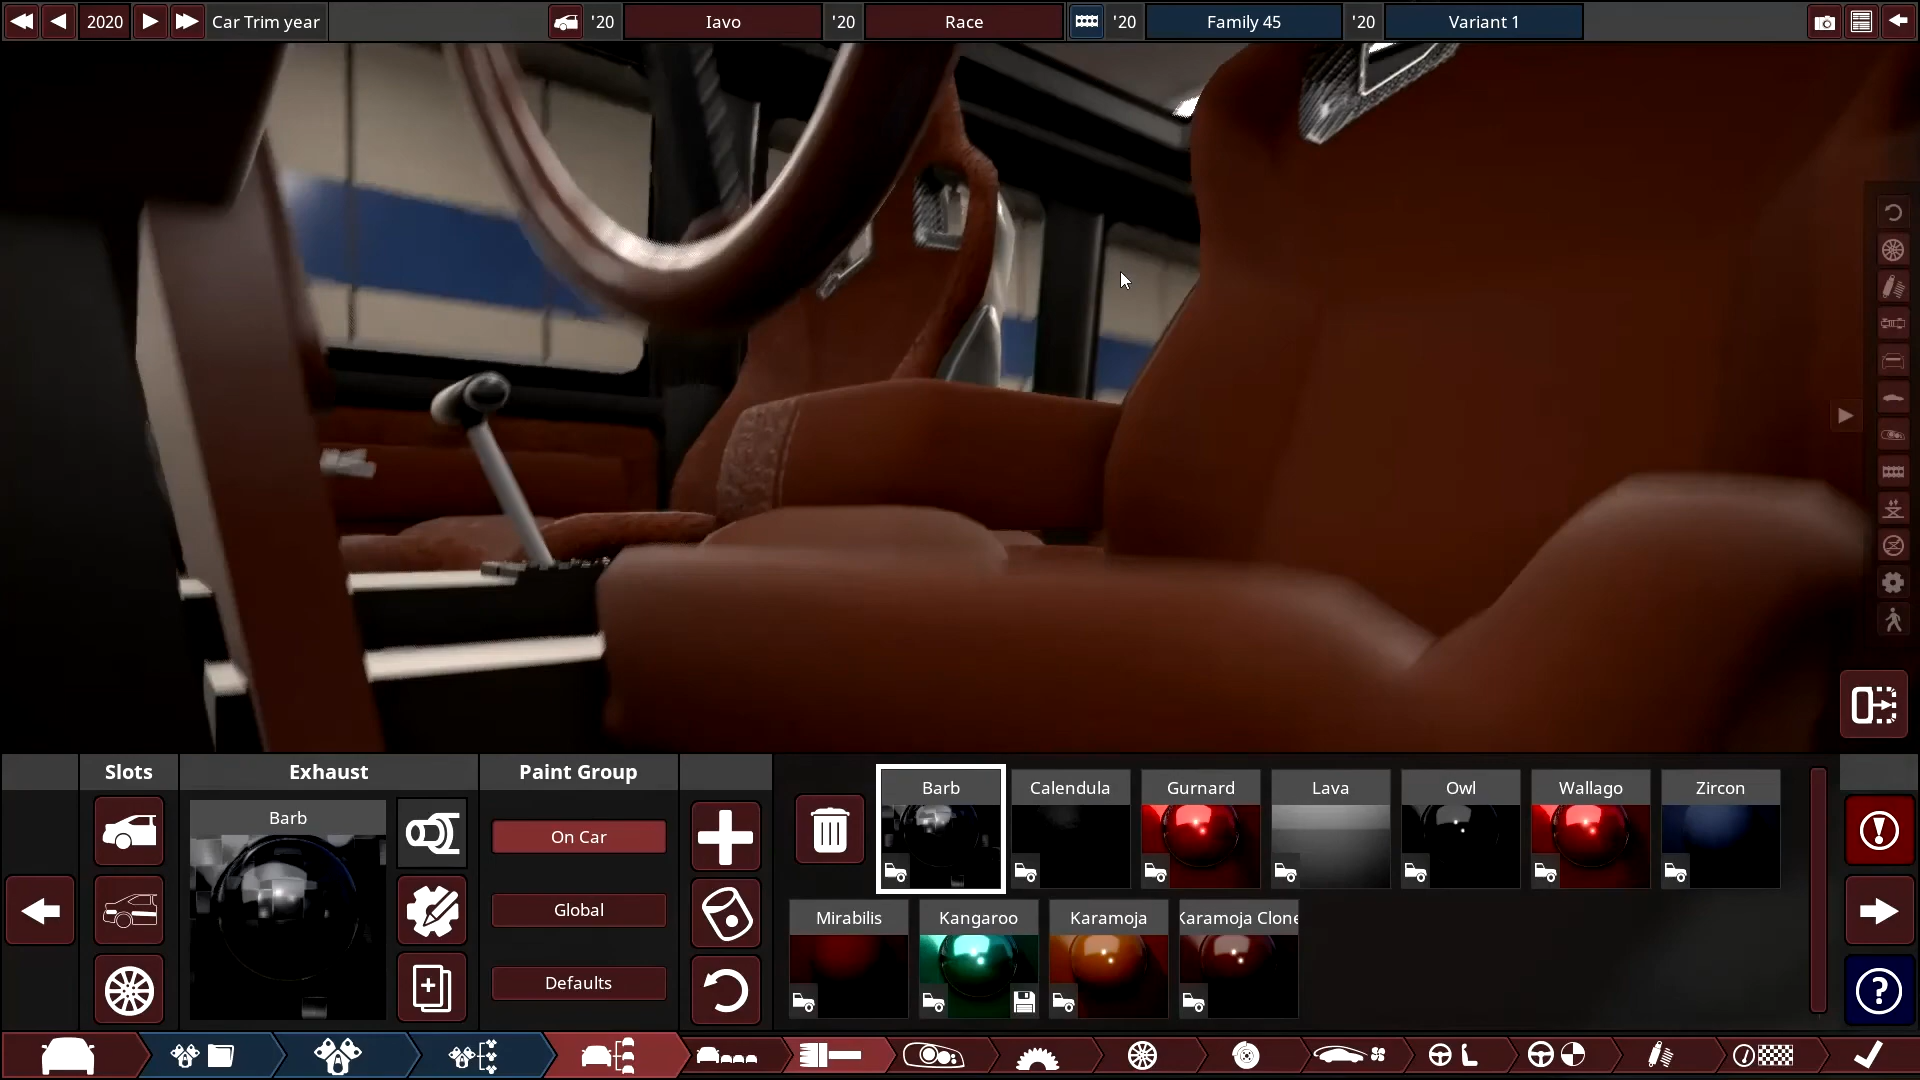 2020 Car Trim year '20 Iavo '20 Race '20 Family 45 '20 Variant 1
Slots Exhaust Paint Group
Barb
On Car
Global
Defaults
Barb Calendula Gurnard Lava Owl Wallago Zircon
Mirabilis Kangaroo Karamoja Karamoja Clone